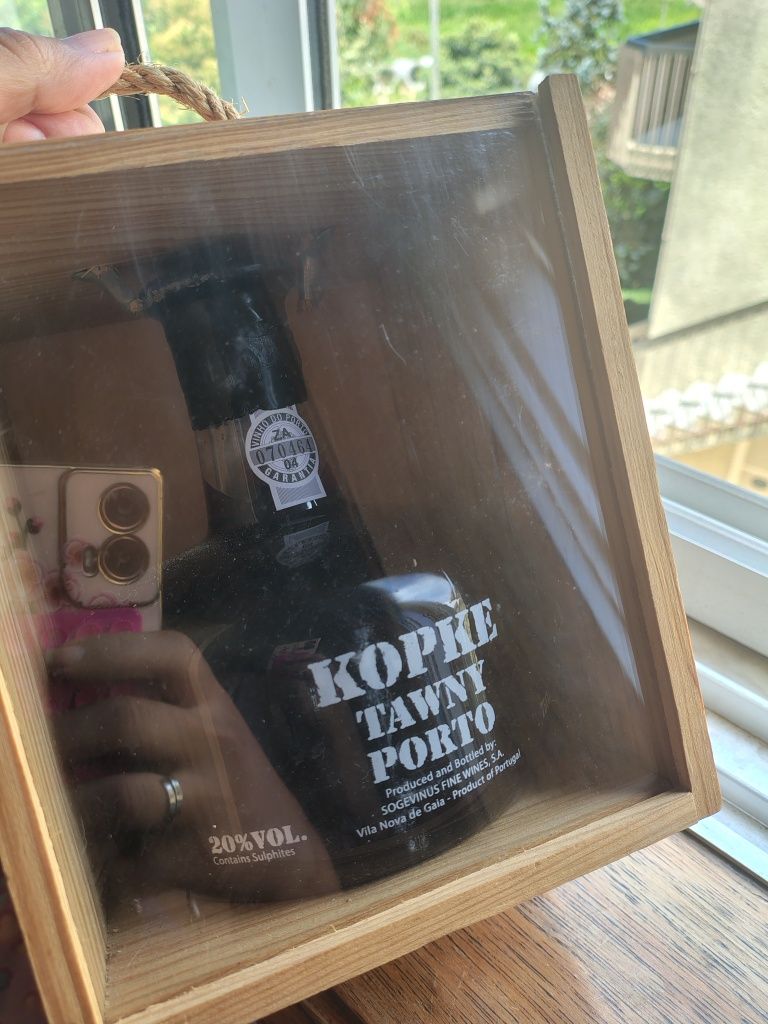 VINHO DO PORTO
ZA
070461
04
GARANTIA
KOPKE
TAWNY
PORTO
Produced and Bottled by:
SOGEVINUS FINE WINES, S.A.
Vila Nova de Gaia - Product of Portugal
20%VOL.
Contains Sulphites